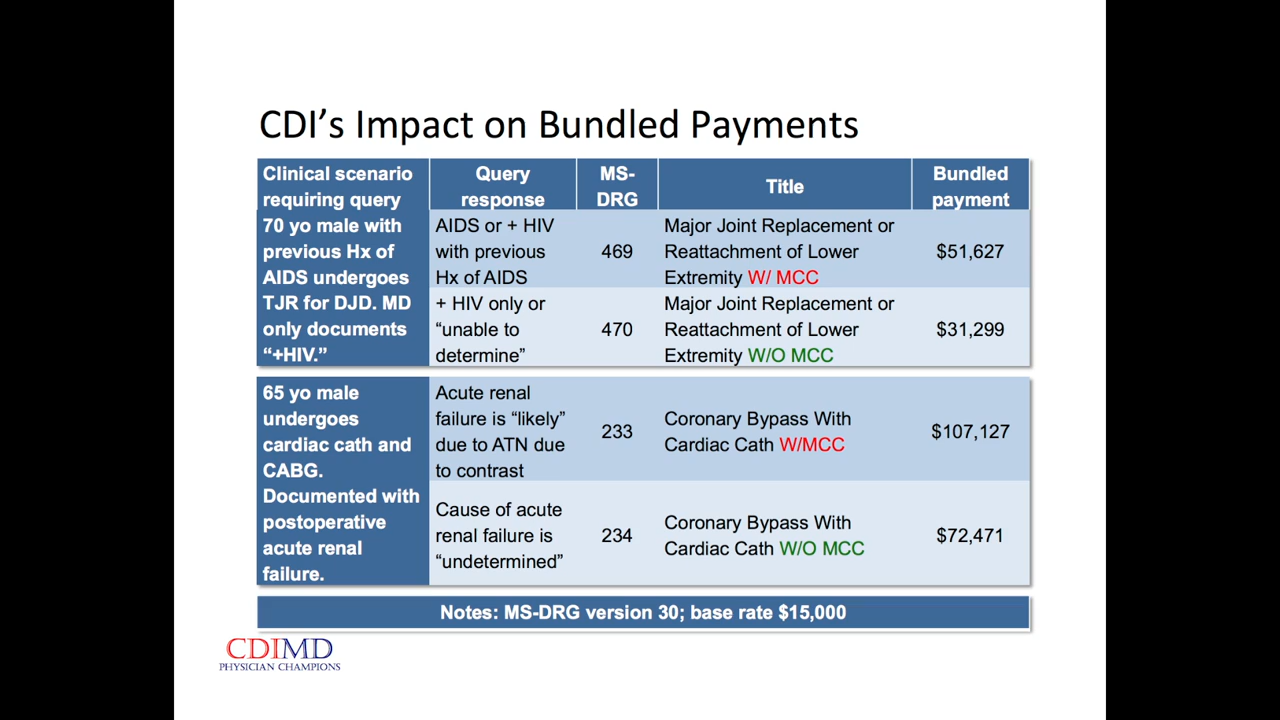 CDI's Impact on Bundled Payments
Clinical scenario
requiring query
Query
response
MS-
DRG
Title
Bundled
payment
70 yo male with
previous Hx of
AIDS undergoes
TJR for DJD. MD
only documents
“+HIV.”
AIDS or + HIV
with previous
Hx of AIDS
469
Major Joint Replacement or
Reattachment of Lower
Extremity W/ MCC
$51,627
+ HIV only or
“unable to
determine”
470
Major Joint Replacement or
Reattachment of Lower
Extremity W/O MCC
$31,299
65 yo male
undergoes
cardiac cath and
CABG.
Documented with
postoperative
acute renal
failure.
Acute renal
failure is “likely”
due to ATN due
to contrast
233
Coronary Bypass With
Cardiac Cath W/MCC
$107,127
Cause of acute
renal failure is
“undetermined”
234
Coronary Bypass With
Cardiac Cath W/O MCC
$72,471
Notes: MS-DRG version 30; base rate $15,000
CDIMD
PHYSICIAN CHAMPIONS